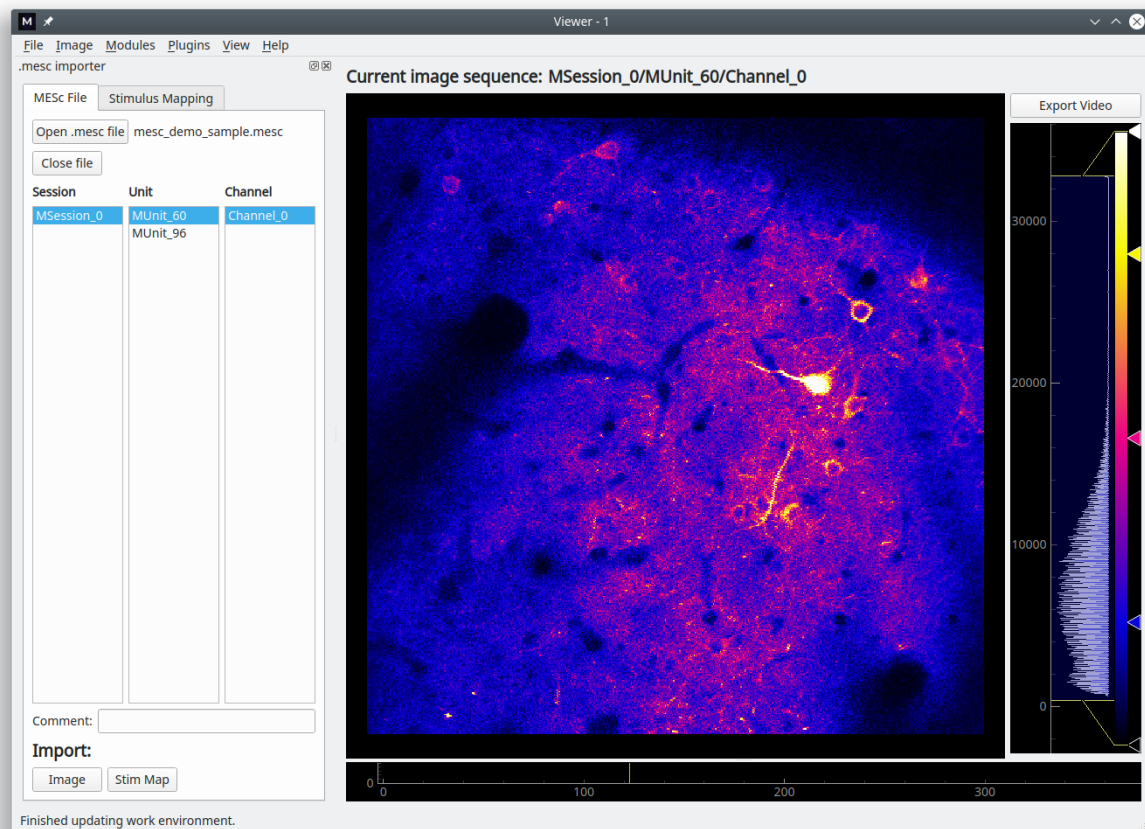 M
Viewer - 1
File Image Modules Plugins View Help
.mesc importer
MESc File
Stimulus Mapping
Open .mesc file
mesc_demo_sample.mesc
Close file
Session Unit Channel
MSession_0 MUnit_60 Channel_0
MUnit_96
Comment:
Import:
Image
Stim Map
Finished updating work environment.
Current image sequence: MSession_0/MUnit_60/Channel_0
Export Video
30000
20000
10000
0
0
0 100 200 300